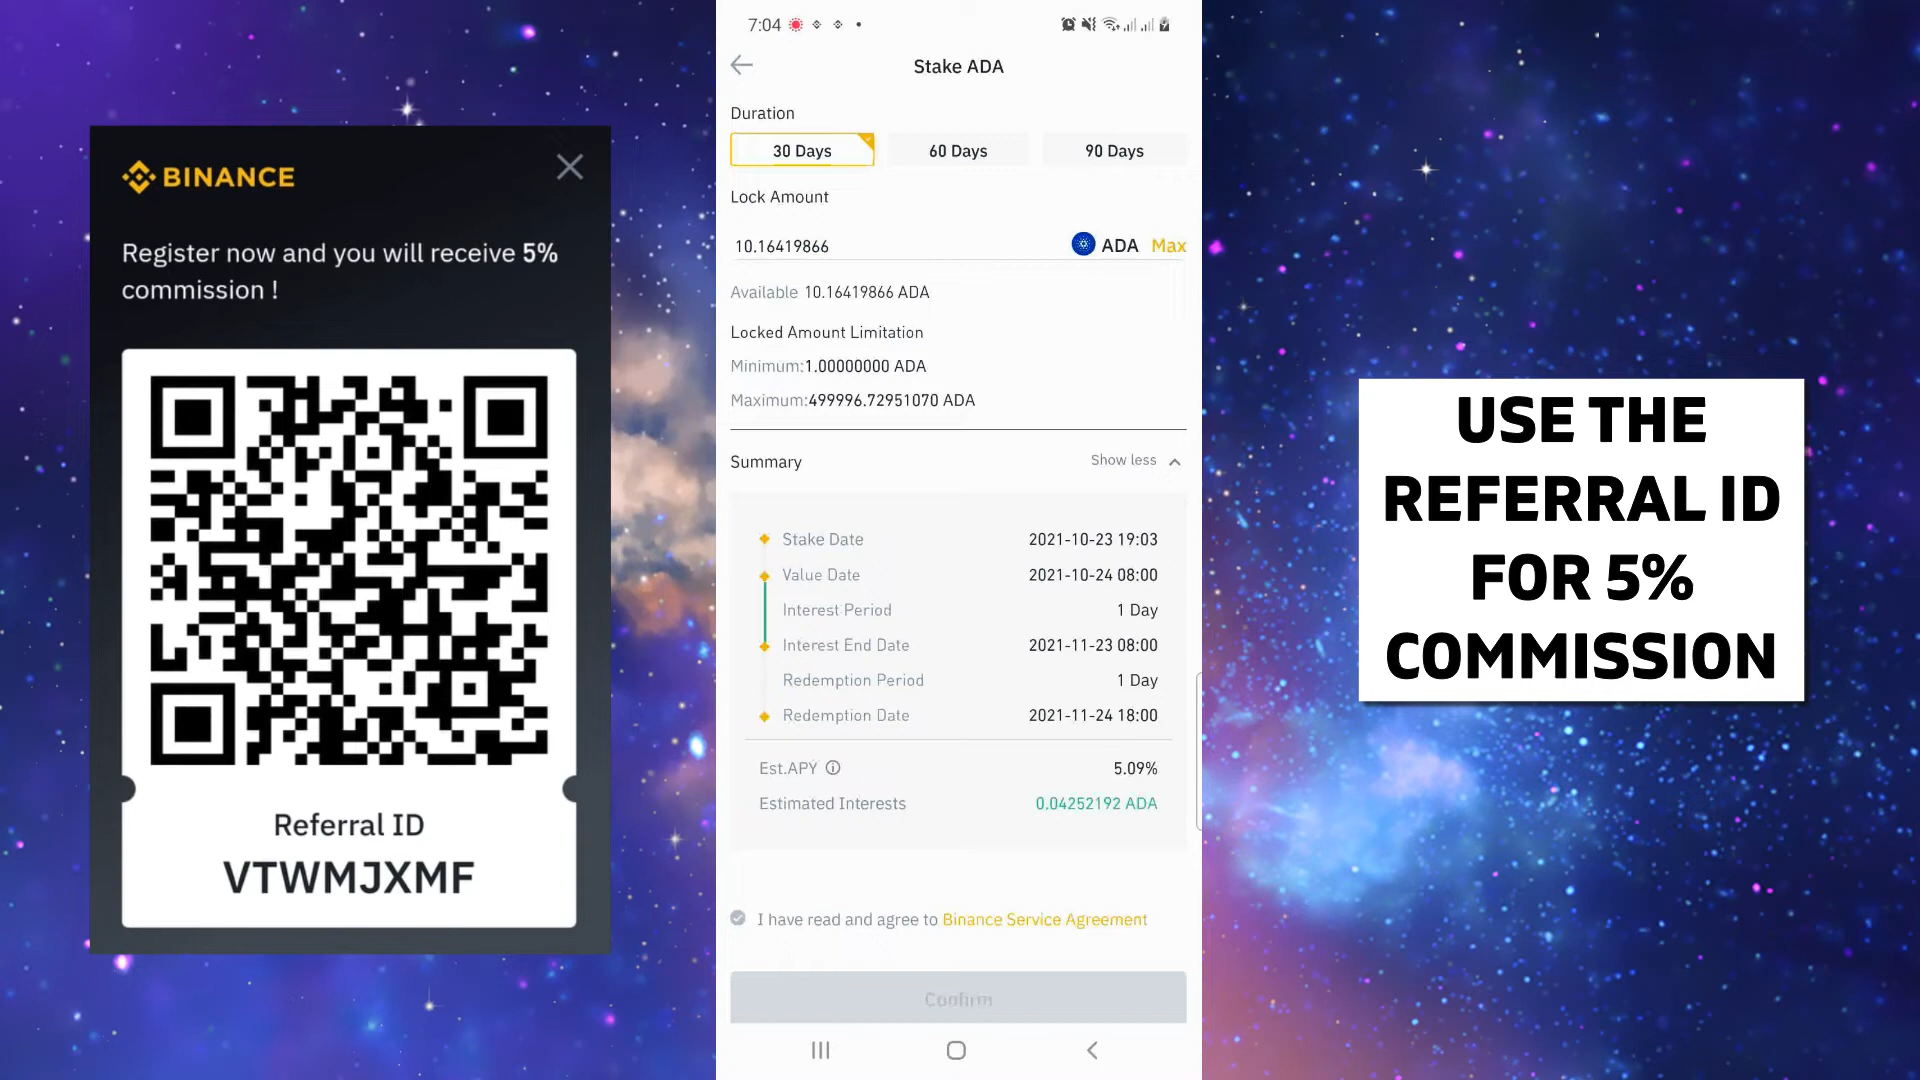 BINANCE
Register now and you will receive 5%
commission !
Referral ID
VTWMJXMF
7:04
Stake ADA
Duration
30 Days
60 Days
90 Days
Lock Amount
10.16419866
ADA
Max
Available 10.16419866 ADA
Locked Amount Limitation
Minimum:1.00000000 ADA
Maximum:499996.72951070 ADA
Summary
Show less
Stake Date 2021-10-23 19:03
Value Date 2021-10-24 08:00
Interest Period 1 Day
Interest End Date 2021-11-23 08:00
Redemption Period 1 Day
Redemption Date 2021-11-24 18:00
Est.APY 5.09%
Estimated Interests 0.04252192 ADA
I have read and agree to Binance Service Agreement
Confirm
USE THE
REFERRAL ID
FOR 5%
COMMISSION